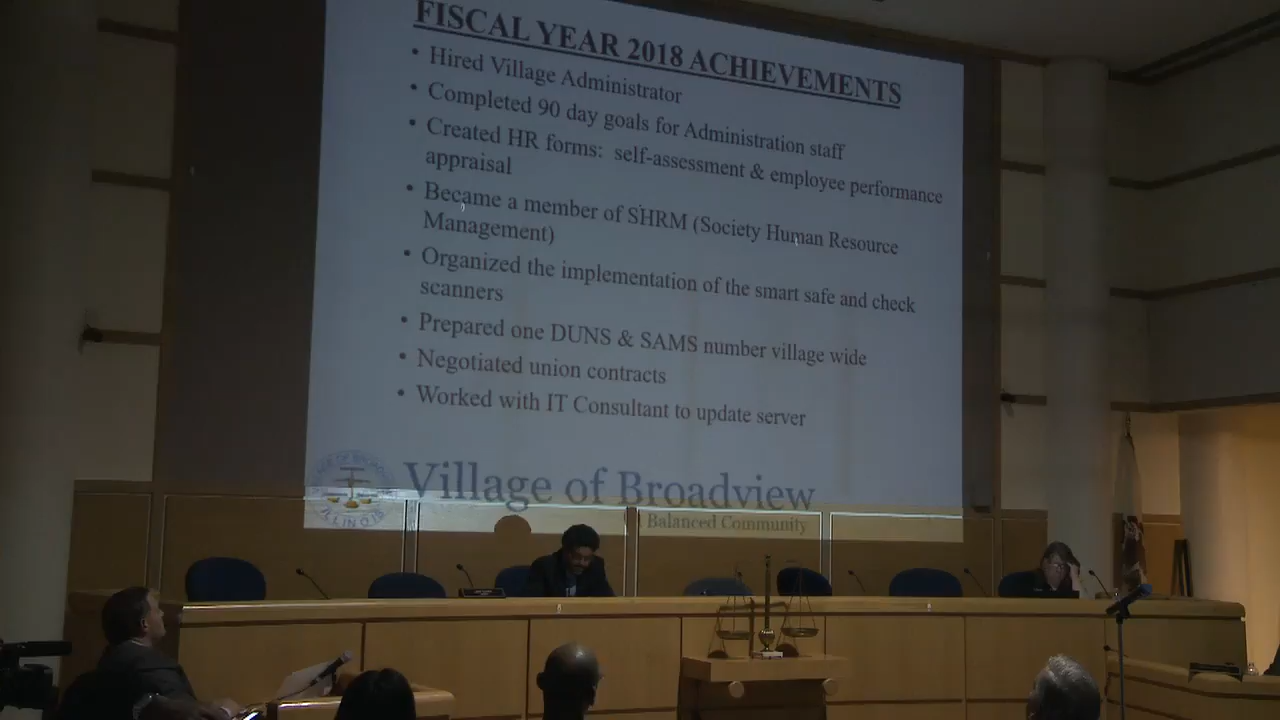 FISCAL YEAR 2018 ACHIEVEMENTS
• Hired Village Administrator
• Completed 90 day goals for Administration staff
• Created HR forms: self-assessment & employee performance
appraisal
• Became a member of SHRM (Society Human Resource
Management)
• Organized the implementation of the smart safe and check
scanners
• Prepared one DUNS & SAMS number village wide
• Negotiated union contracts
• Worked with IT Consultant to update server
Village of Broadview
Balanced Community
ILLINOIS